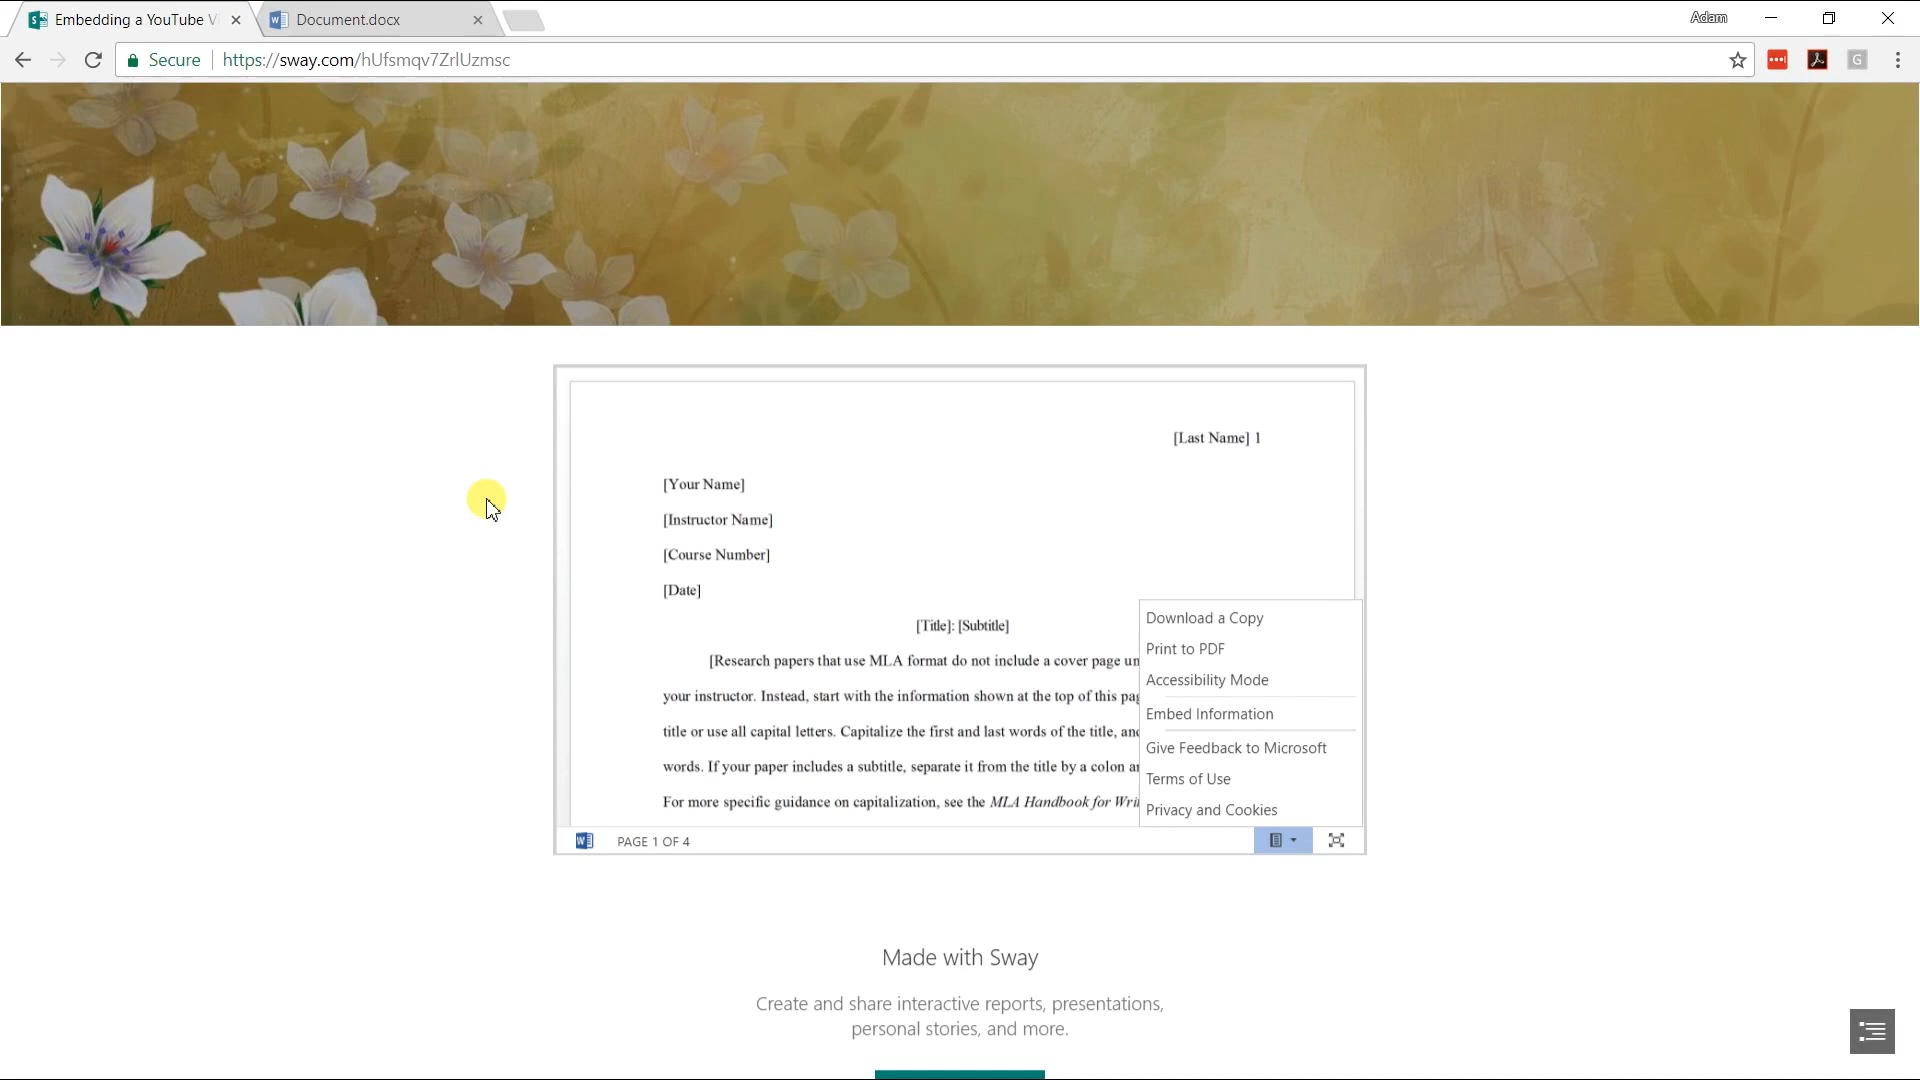 Embedding a YouTube V
Document.docx
Adam
Secure
https://sway.com/hUfsmqv7ZrlUzmsc
[Last Name] 1
[Your Name]
[Instructor Name]
[Course Number]
[Date]
[Title]: [Subtitle]
[Research papers that use MLA format do not include a cover page un
your instructor. Instead, start with the information shown at the top of this pag
title or use all capital letters. Capitalize the first and last words of the title, and
words. If your paper includes a subtitle, separate it from the title by a colon an
For more specific guidance on capitalization, see the MLA Handbook for Wri
Download a Copy
Print to PDF
Accessibility Mode
Embed Information
Give Feedback to Microsoft
Terms of Use
Privacy and Cookies
PAGE 1 OF 4
Made with Sway
Create and share interactive reports, presentations,
personal stories, and more.